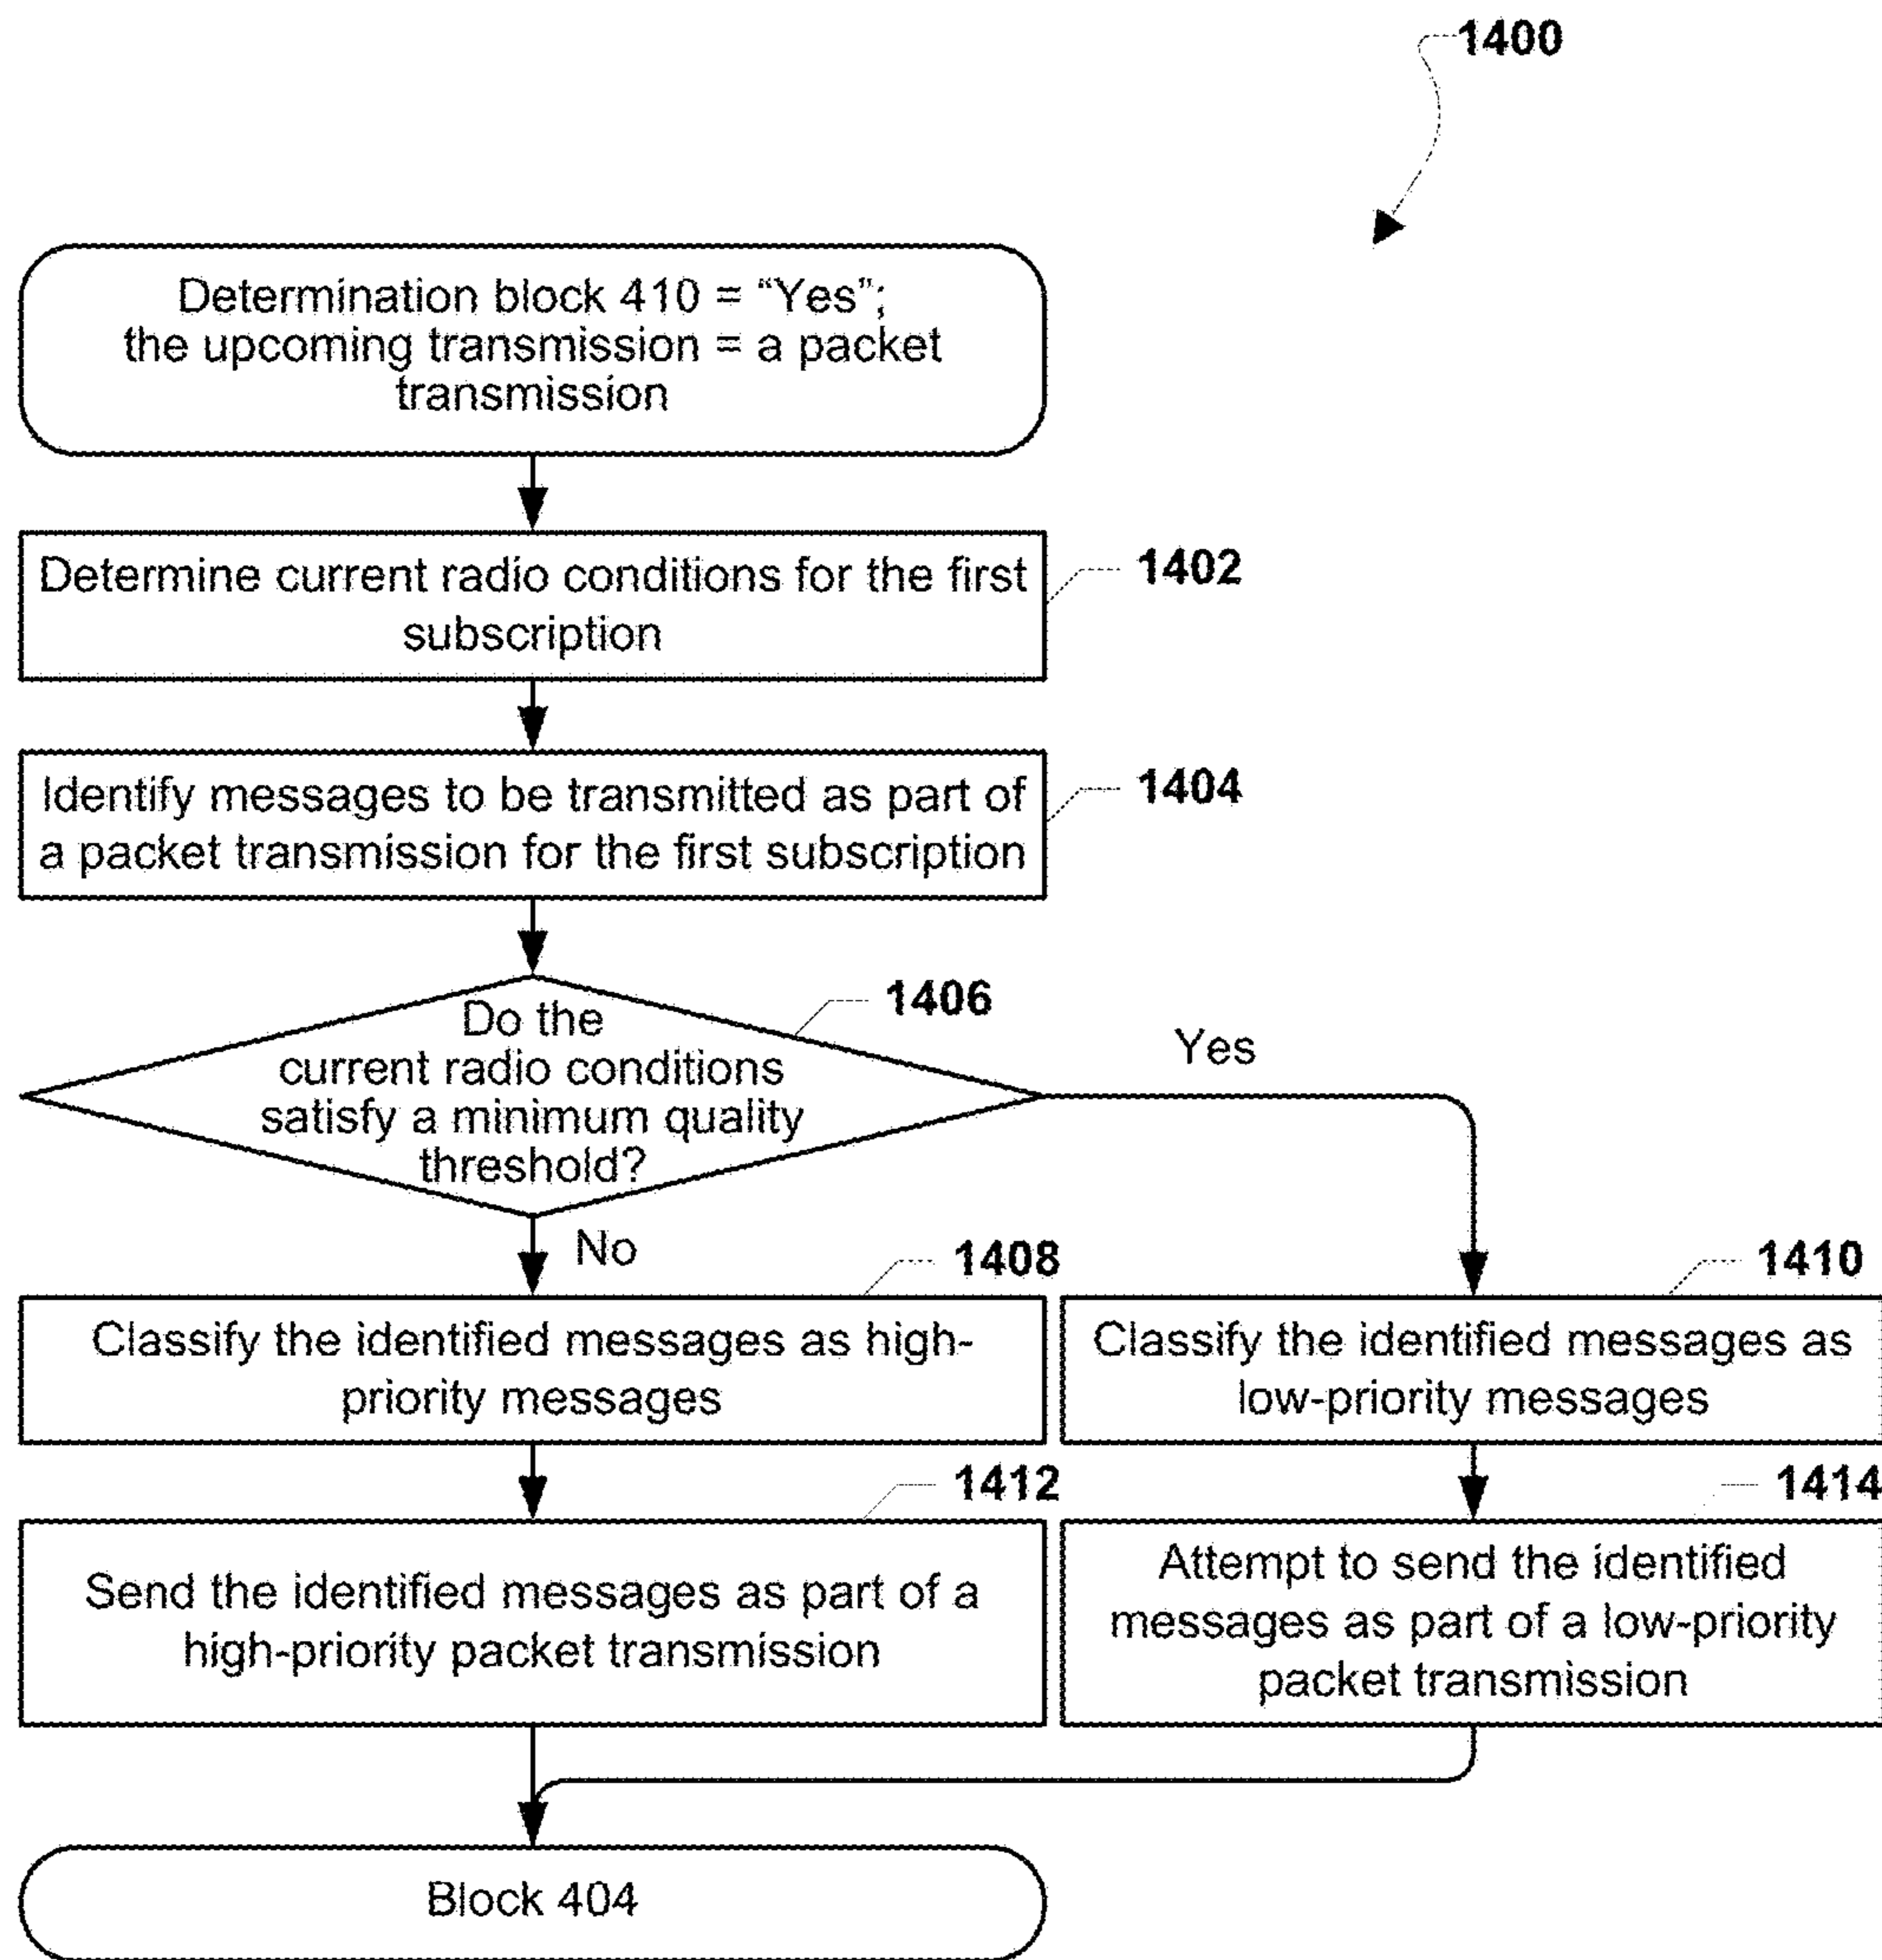 1400
Determination block 410 = “Yes”;
the upcoming transmission = a packet
transmission
Determine current radio conditions for the first
subscription
1402
Identify messages to be transmitted as part of
a packet transmission for the first subscription
1404
Do the
current radio conditions
satisfy a minimum quality
threshold?
1406
Yes
No
1408
Classify the identified messages as high-
priority messages
1410
Classify the identified messages as
low-priority messages
1412
Send the identified messages as part of a
high-priority packet transmission
1414
Attempt to send the identified
messages as part of a low-priority
packet transmission
Block 404